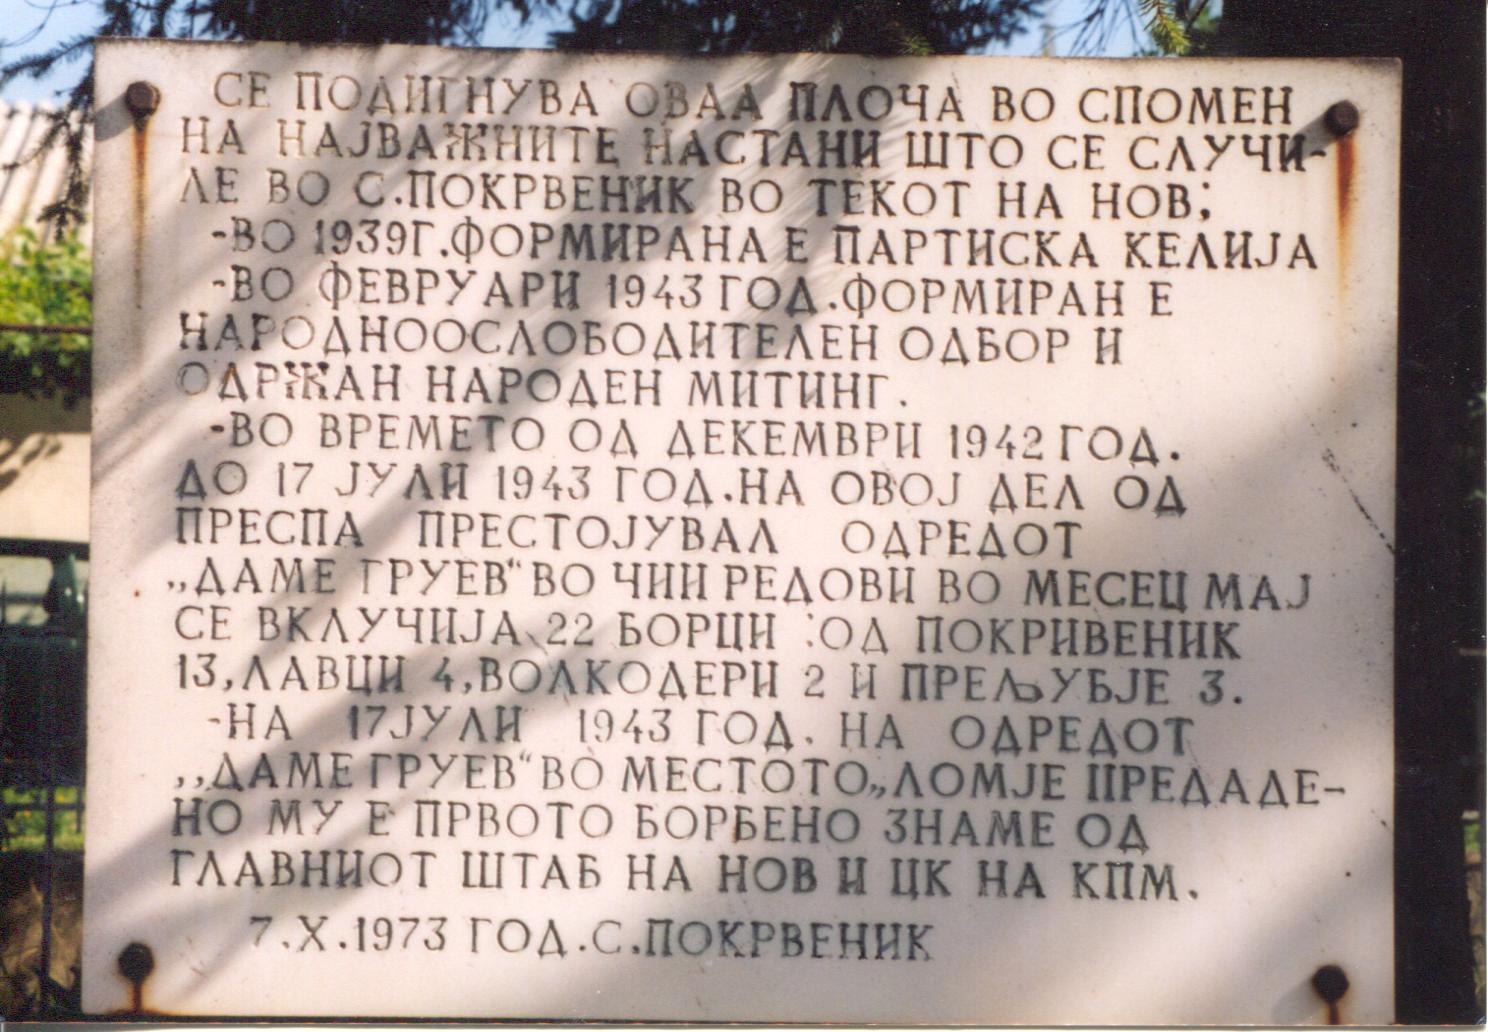 СЕ ПОДИГНУВА ОВАА ПЛОЧА ВО СПОМЕН
НА НАЈВАЖНИТЕ НАСТАНИ ШТО СЕ СЛУЧИ-
ЛЕ ВО С.ПОКРВЕНИК ВО ТЕКОТ НА НОВ;
-ВО 1939Г.ФОРМИРАНА Е ПАРТИСКА КЕЛИЈА
-ВО ФЕВРУАРИ 1943 ГОД.ФОРМИРАН Е
НАРОДНООСЛОБОДИТЕЛЕН ОДБОР И
ОДРЖАН НАРОДЕН МИТИНГ.
-ВО ВРЕМЕТО ОД ДЕКЕМВРИ 1942 ГОД.
ДО 17 ЈУЛИ 1943 ГОД.НА ОВОЈ ДЕЛ ОД
ПРЕСПА ПРЕСТОЈУВАЛ ОДРЕДОТ
„ДАМЕ ГРУЕВ“ ВО ЧИИ РЕДОВИ ВО МЕСЕЦ МАЈ
СЕ ВКЛУЧИЈА 22 БОРЦИ :ОД ПОКРИВЕНИК
13,ЛАВЦИ 4,ВОЛКОДЕРИ 2 И ПРЕЉУБЈЕ 3.
-НА 17 ЈУЛИ 1943 ГОД. НА ОДРЕДОТ
„ДАМЕ ГРУЕВ“ ВО МЕСТОТО„ЛОМЈЕ ПРЕДАДЕ-
НО МУ Е ПРВОТО БОРБЕНО ЗНАМЕ ОД
ГЛАВНИОТ ШТАБ НА НОВ И ЦК НА КПМ.
7.X.1973 ГОД.С.ПОКРВЕНИК